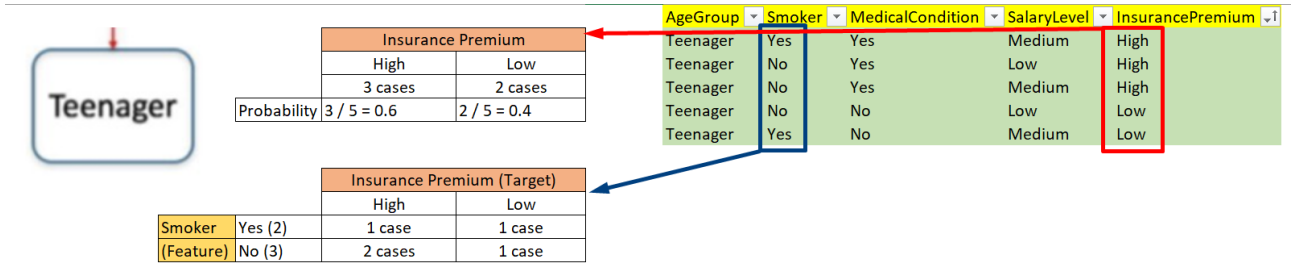 Teenager
Insurance Premium
High Low
3 cases 2 cases
Probability 3 / 5 = 0.6 2 / 5 = 0.4
AgeGroup Smoker MedicalCondition SalaryLevel InsurancePremium
Teenager Yes Yes Medium High
Teenager No Yes Low High
Teenager No Yes Medium High
Teenager No No Low Low
Teenager Yes No Medium Low
Insurance Premium (Target)
High Low
Smoker Yes (2) 1 case 1 case
(Feature) No (3) 2 cases 1 case